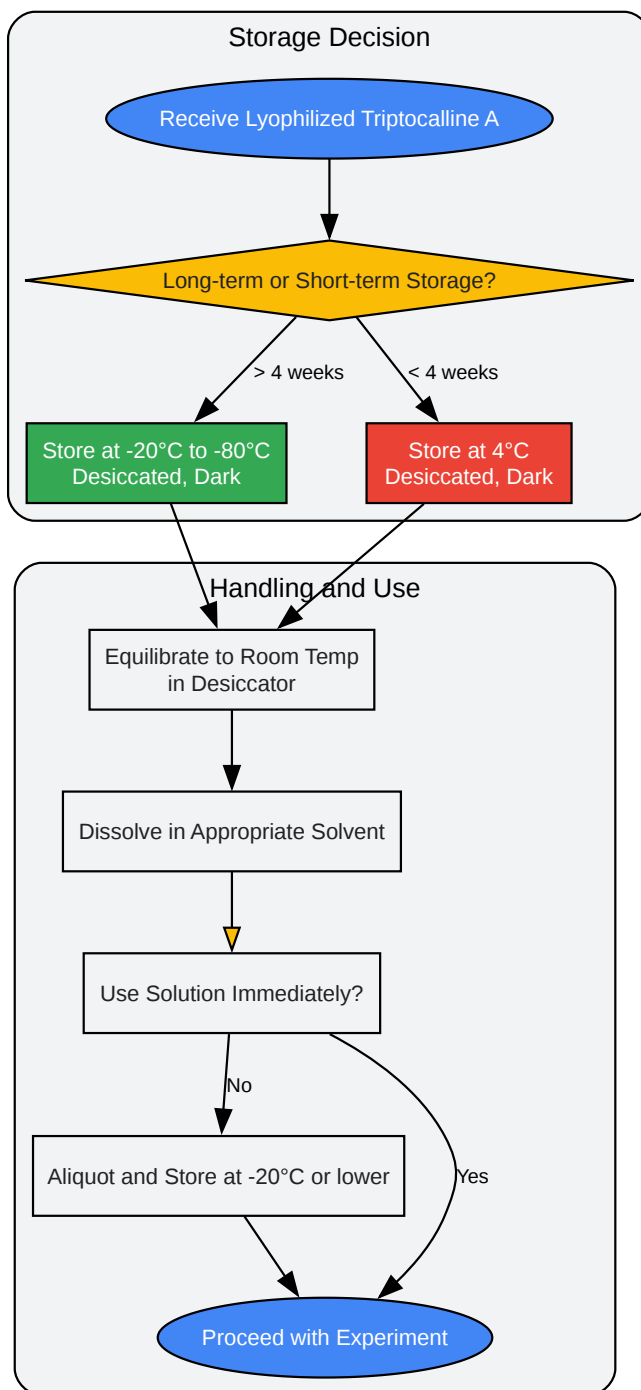 Storage Decision
Receive Lyophilized Triptocalline A
Long-term or Short-term Storage?
> 4 weeks
< 4 weeks
Store at -20°C to -80°C
Desiccated, Dark
Store at 4°C
Desiccated, Dark
Handling and Use
Equilibrate to Room Temp
in Desiccator
Dissolve in Appropriate Solvent
Use Solution Immediately?
No
Aliquot and Store at -20°C or lower
Yes
Proceed with Experiment